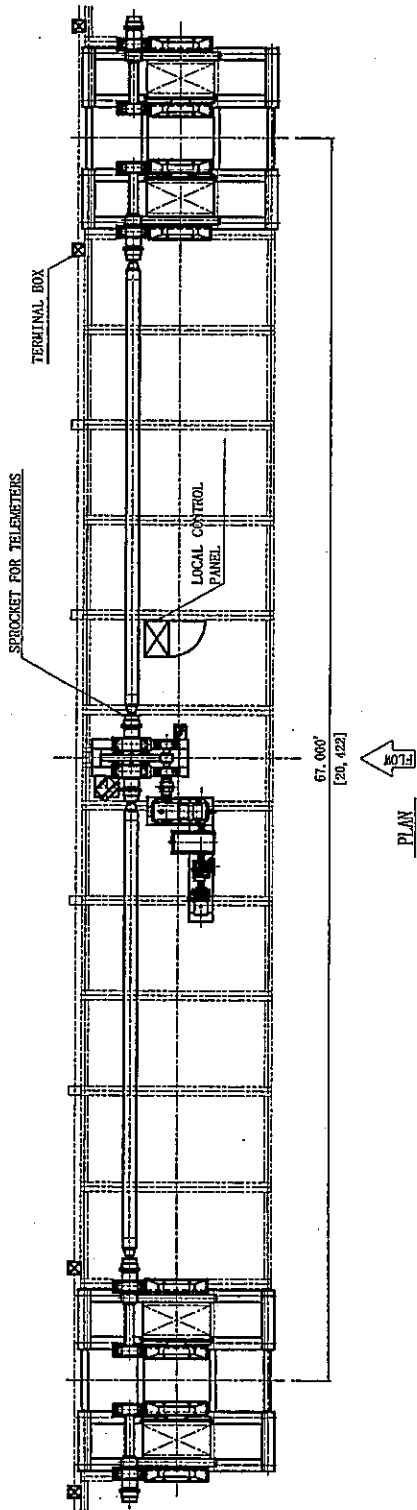 TERMINAL BOX
SPROCKET FOR TELEMETERS
LOCAL CONTROL
PANEL
67.000'
[20,422]
FLOW
PLAN